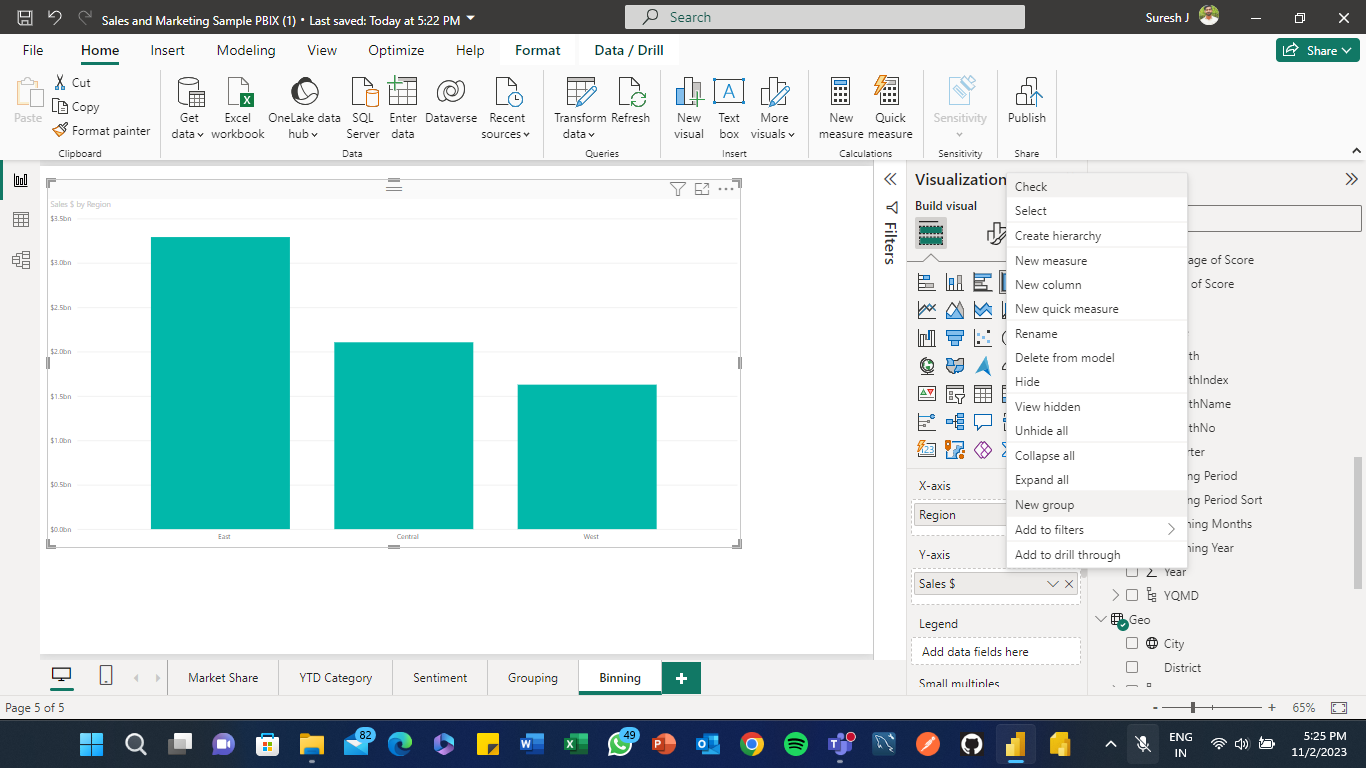 Sales and Marketing Sample PBIX (1) • Last saved: Today at 5:22 PM
Search
Suresh J
File Home Insert Modeling View Optimize Help Format Data / Drill
Share
Paste
Cut
Copy
Format painter
Clipboard
Get data
Excel workbook
OneLake data hub
SQL Server
Enter data
Dataverse
Recent sources
Data
Transform data
Refresh
Queries
New visual
Text box
More visuals
Insert
New measure
Quick measure
Calculations
Sensitivity
Sensitivity
Publish
Share
Sales $ by Region
$3.5bn
$3.0bn
$2.5bn
$2.0bn
$1.5bn
$1.0bn
$0.5bn
$0.0bn
East Central West
Filters
Visualization
Build visual
X-axis
Region
Y-axis
Sales $
Legend
Add data fields here
Small multiples
Check
Select
Create hierarchy
New measure
New column
New quick measure
Rename
Delete from model
Hide
View hidden
Unhide all
Collapse all
Expand all
New group
Add to filters
Add to drill through
age of Score
of Score
th
thIndex
thName
thNo
rter
ng Period
ng Period Sort
ning Months
ning Year
Year
YQMD
Geo
City
District
Market Share YTD Category Sentiment Grouping Binning
Page 5 of 5
- + 65%
82
49
ENG
IN
5:25 PM
11/2/2023